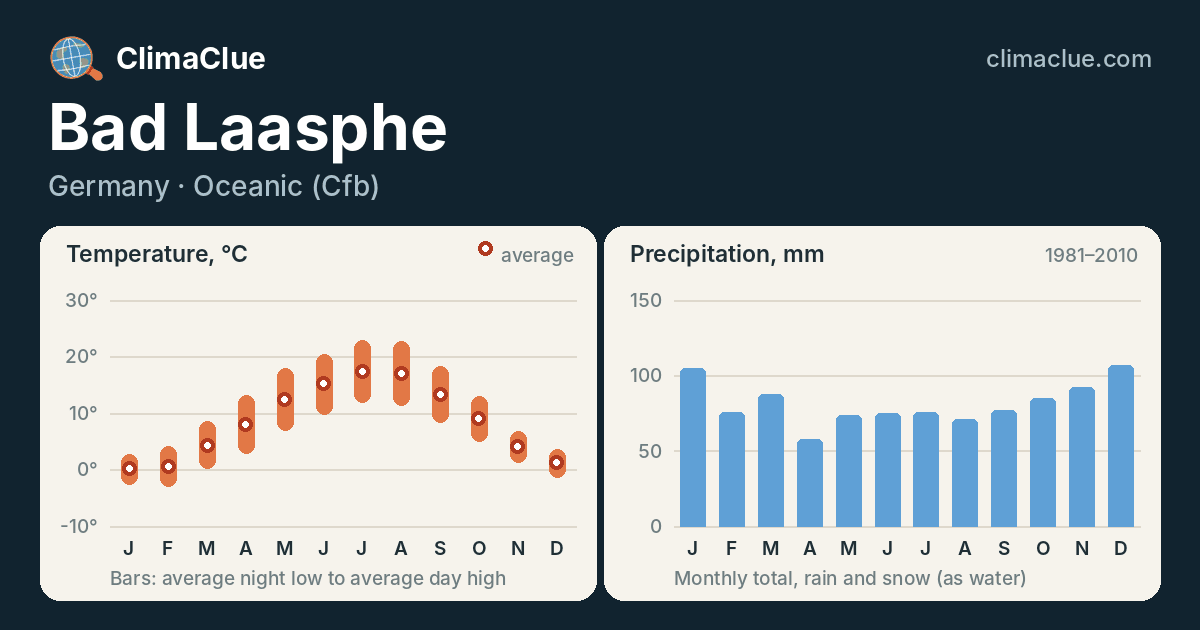 ClimaClue
climaclue.com
Bad Laasphe
Germany · Oceanic (Cfb)
Temperature, °C
average
30°
20°
10°
0°
-10°
J F M A M J J A S O N D
Bars: average night low to average day high
Precipitation, mm
1981–2010
150
100
50
0
J F M A M J J A S O N D
Monthly total, rain and snow (as water)